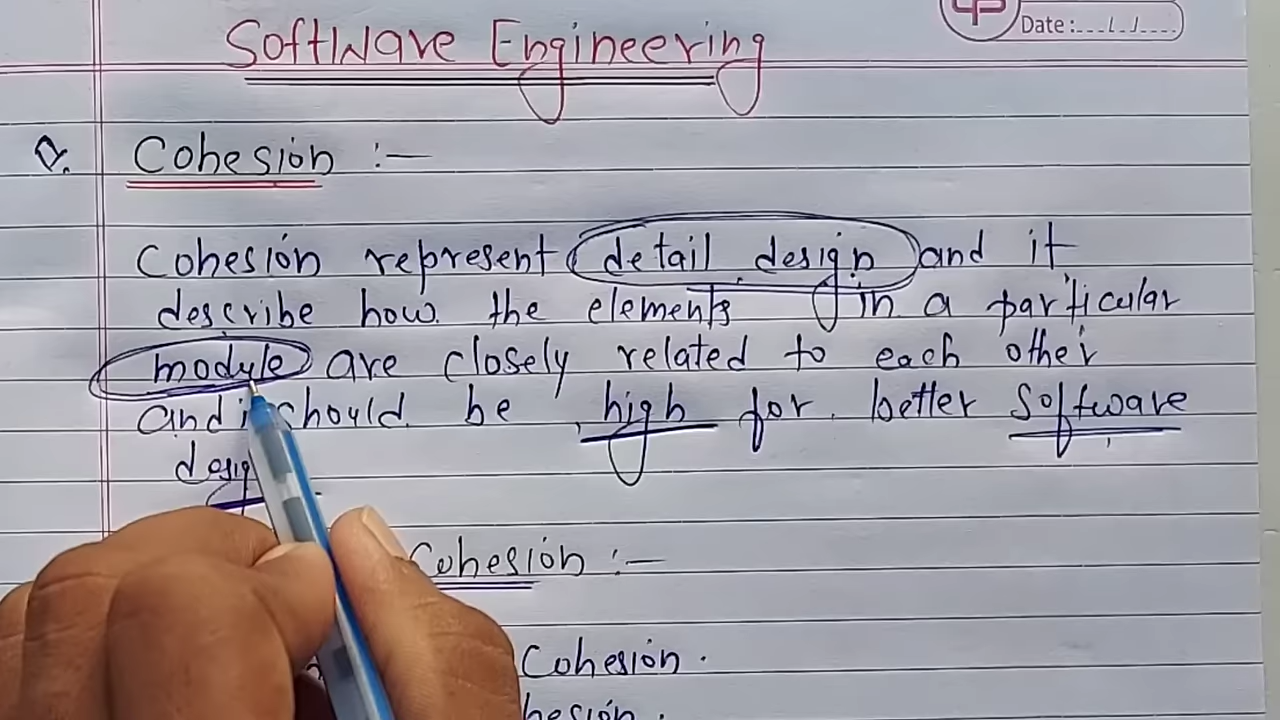 Software Engineering
Date:.../../....
Q. Cohesion :-
Cohesion represent detail design and it
describe how the elements in a particular
module are closely related to each other
and should be high for better software
Cohesion :-
Cohesion.